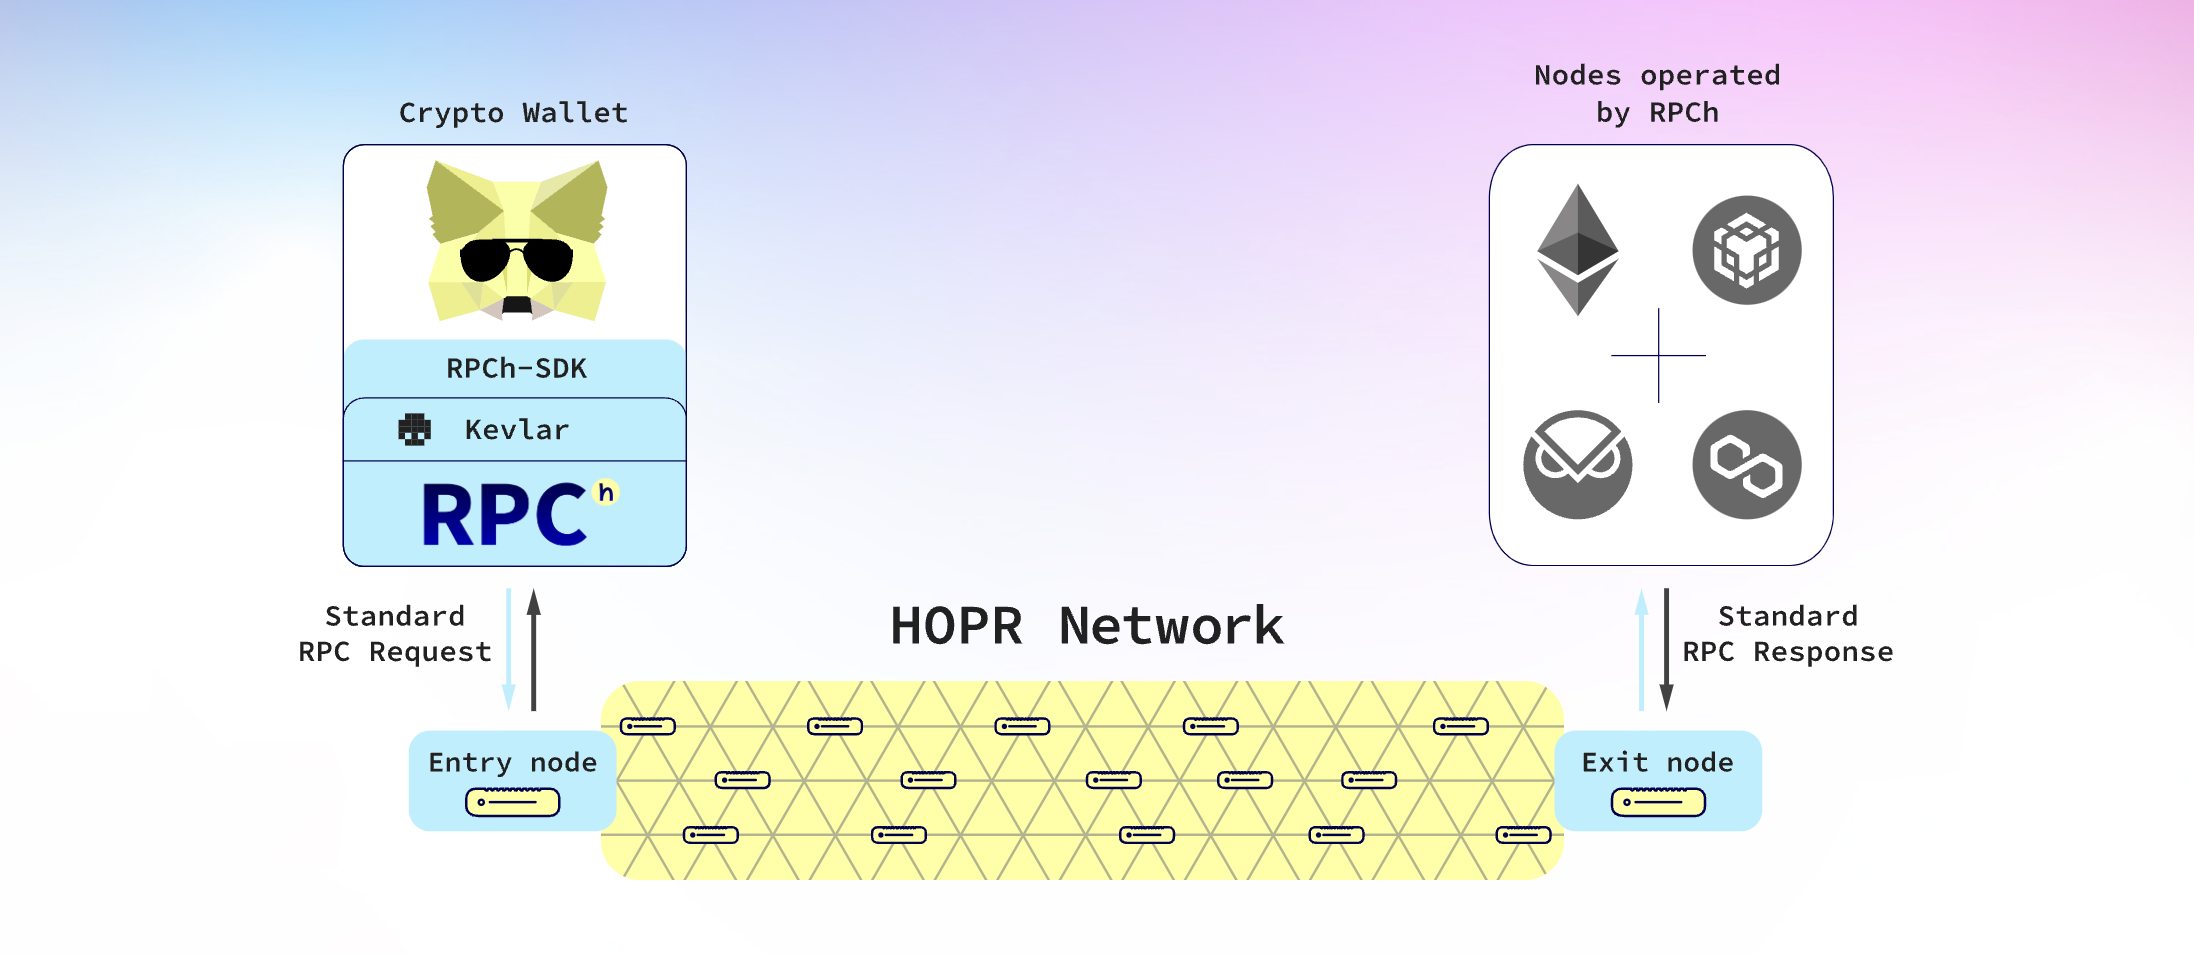 Crypto Wallet
RPCh-SDK
Kevlar
RPCh
Standard
RPC Request
Entry node
HOPR Network
Nodes operated
by RPCh
Standard
RPC Response
Exit node